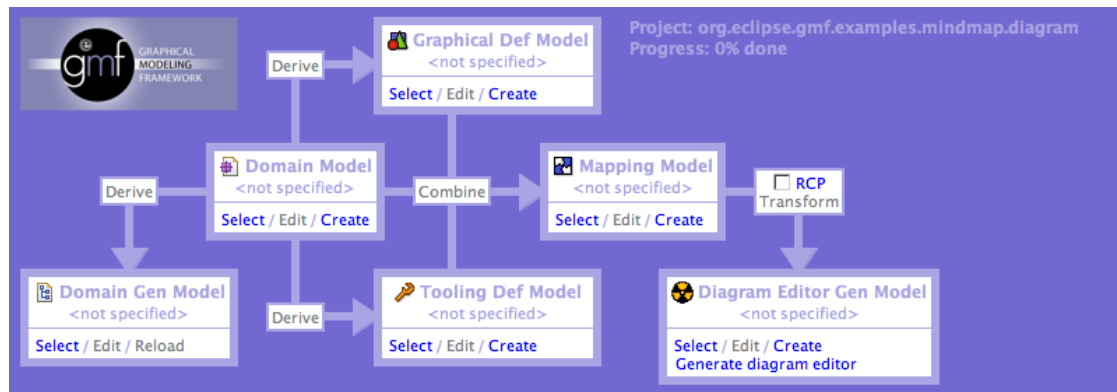 e
gmf
GRAPHICAL
MODELING
FRAMEWORK
Project: org.eclipse.gmf.examples.mindmap.diagram
Progress: 0% done
Derive
Graphical Def Model
<not specified>
Select / Edit / Create
Derive
Domain Model
<not specified>
Select / Edit / Create
Combine
Mapping Model
<not specified>
Select / Edit / Create
RCP
Transform
Domain Gen Model
<not specified>
Select / Edit / Reload
Derive
Tooling Def Model
<not specified>
Select / Edit / Create
Diagram Editor Gen Model
<not specified>
Select / Edit / Create
Generate diagram editor